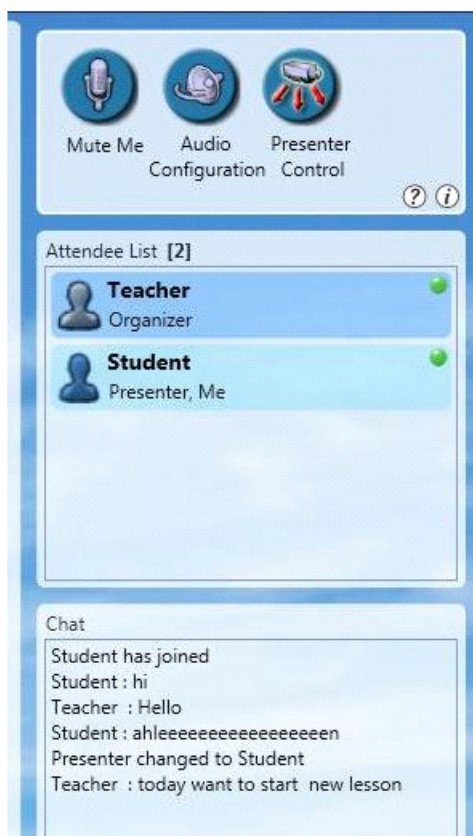 Mute Me
Audio Configuration
Presenter Control
? i
Attendee List [2]
Teacher
Organizer
Student
Presenter, Me
Chat
Student has joined
Student : hi
Teacher : Hello
Student : ahleeeeeeeeeeeeeeeeen
Presenter changed to Student
Teacher : today want to start new lesson